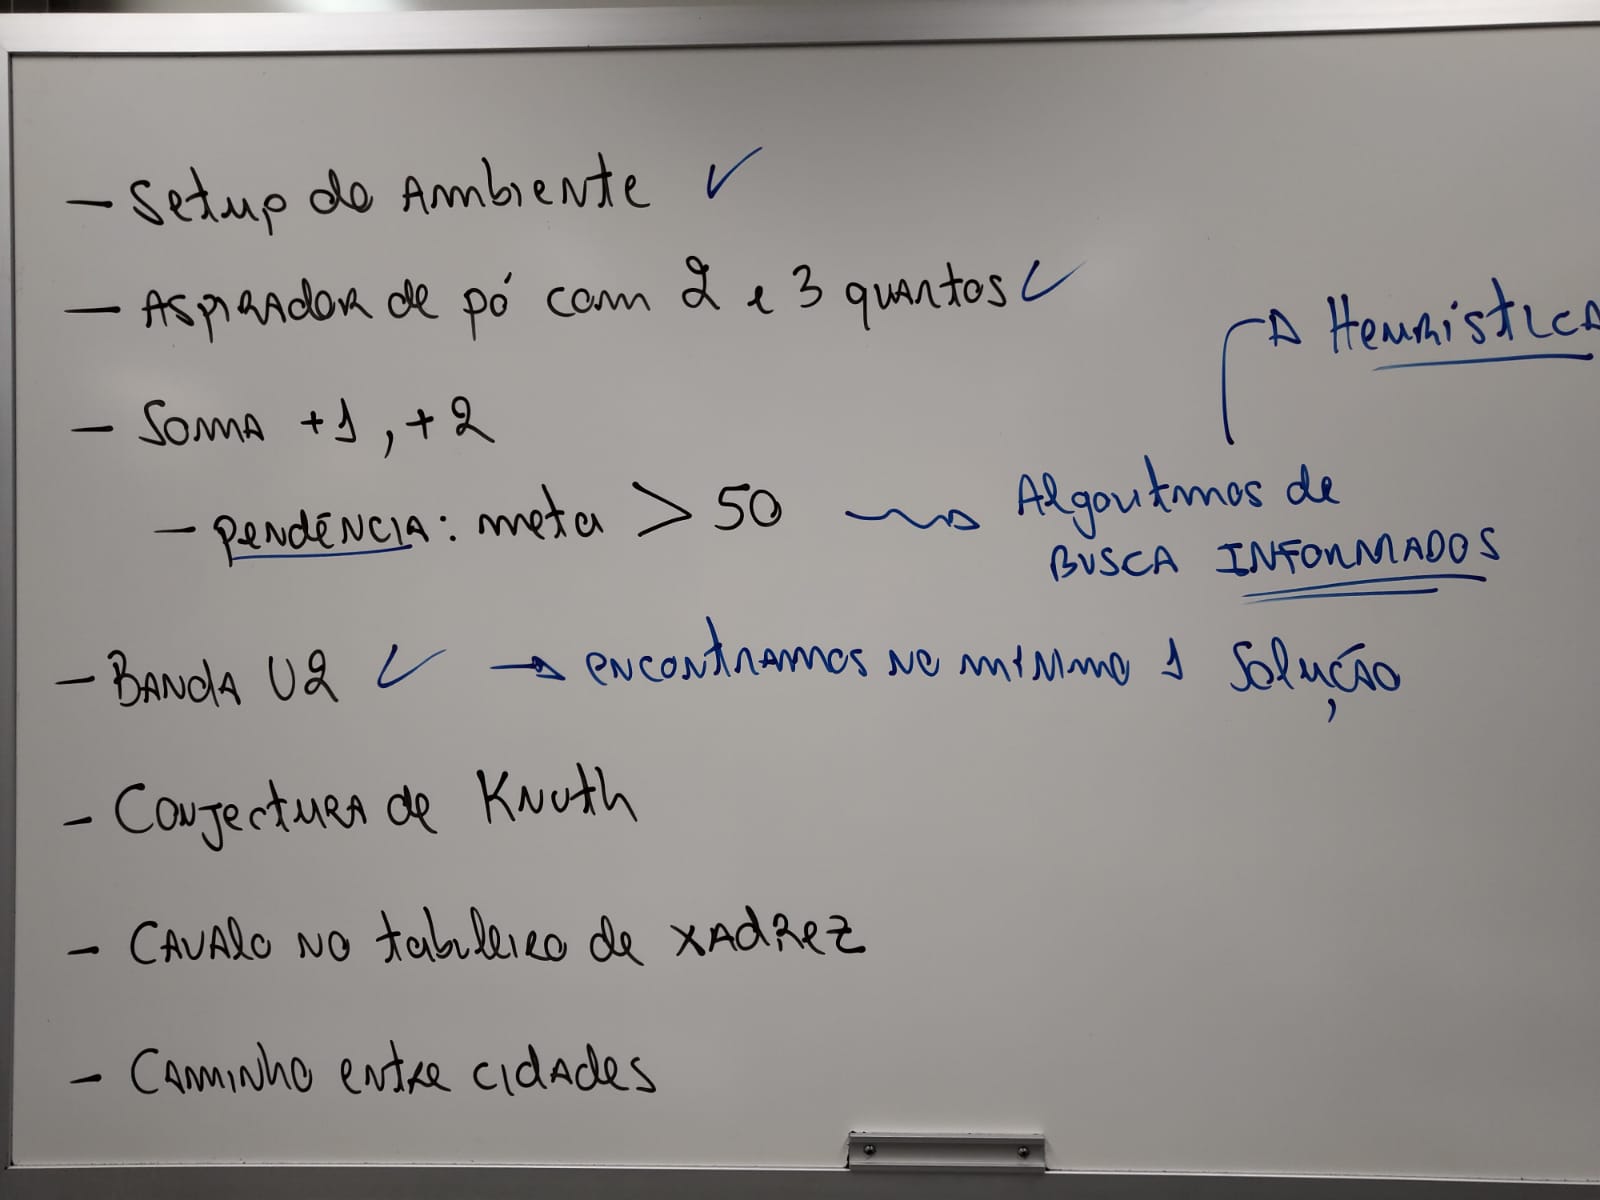 - Setup do Ambiente ✓
- Aspirador de pó com 2 e 3 quartos ✓
→ Heurística
- Soma +1, +2
- pendência: meta > 50 → Algoritmos de
BUSCA INFORMADOS
- Banda U2 ✓ → encontramos no mínimo 1 solução
- Conjectura de Knuth
- Cavalo no tabuleiro de xadrez
- Caminho entre cidades